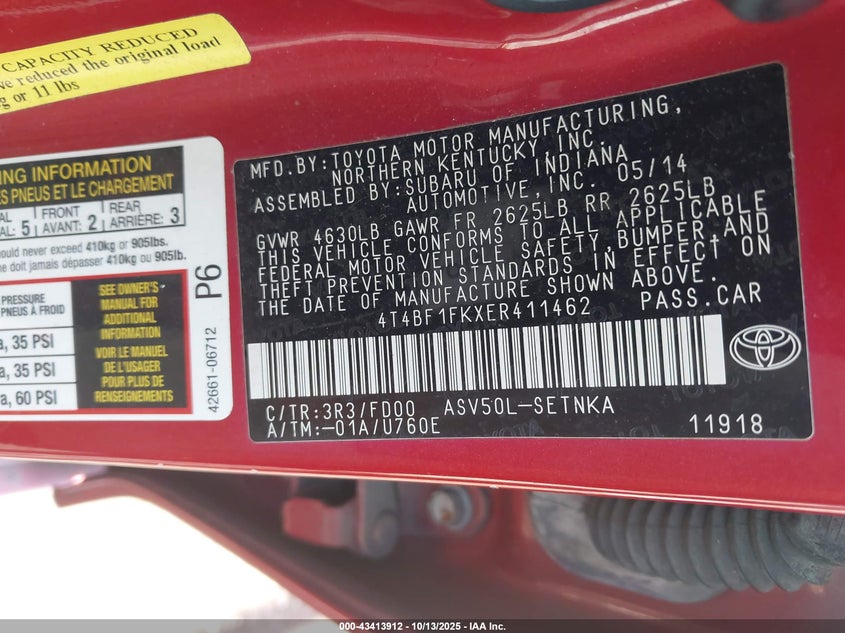 CAPACITY REDUCED
ve reduced the original load
g or 11 lbs
ING INFORMATION
ES PNEUS ET LE CHARGEMENT
AL
L: 5
FRONT
AVANT: 2
REAR
ARRIÈRE: 3
ould never exceed 410kg or 905lbs.
ne doit jamais dépasser 410kg ou 905lb.
PRESSURE
PNEUS À FROID
a, 35 PSI
a, 35 PSI
a, 60 PSI
SEE OWNER'S
MANUAL FOR
ADDITIONAL
INFORMATION
VOIR LE MANUEL
DE L'USAGER
POUR PLUS DE
RENSEIGNEMENTS
P6
42661-06712
MFD.BY:TOYOTA MOTOR MANUFACTURING,
NORTHERN KENTUCKY, INC.
ASSEMBLED BY:SUBARU OF INDIANA
AUTOMOTIVE,INC. 05/14
GVWR 4630LB GAWR FR 2625LB RR 2625LB
THIS VEHICLE CONFORMS TO ALL APPLICABLE
FEDERAL MOTOR VEHICLE SAFETY,BUMPER AND
THEFT PREVENTION STANDARDS IN EFFECT ON
THE DATE OF MANUFACTURE SHOWN ABOVE.
4T4BF1FKXER411462 PASS.CAR
C/TR:3R3/FD00 ASV50L-SETNKA
A/TM:-01A/U760E
11918
000-43413912 - 10/13/2025 - IAA Inc.